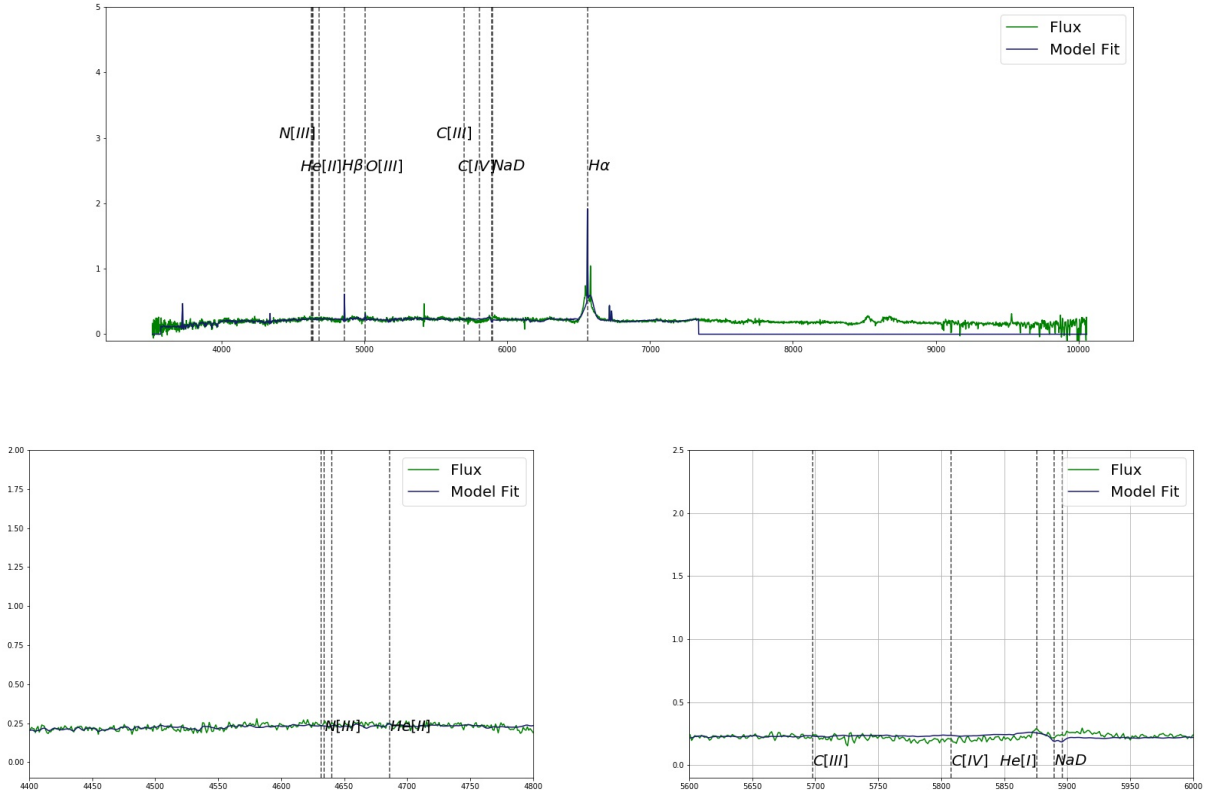 5
4
3
2
1
0
Flux
Model Fit
N[III]
C[III]
He[II]
Hβ
O[III]
C[IV]
NaD
Hα
4000
5000
6000
7000
8000
9000
10000
2.00
1.75
1.50
1.25
1.00
0.75
0.50
0.25
0.00
Flux
Model Fit
N[III]
He[II]
4400
4450
4500
4550
4600
4650
4700
4750
4800
2.5
2.0
1.5
1.0
0.5
0.0
Flux
Model Fit
C[III]
C[IV]
He[I]
NaD
5600
5650
5700
5750
5800
5850
5900
5950
6000